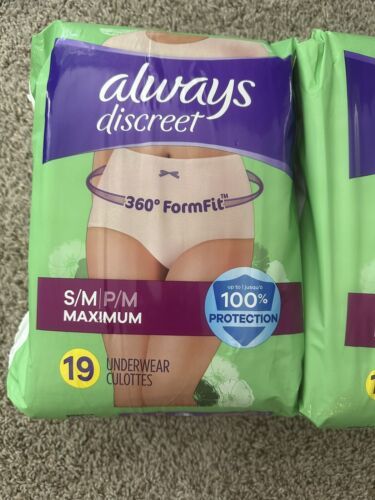 always
discreet
360° FormFit™
S/M|P/M
MAXIMUM
up to | jusqu'à
100%
PROTECTION
19
UNDERWEAR
CULOTTES